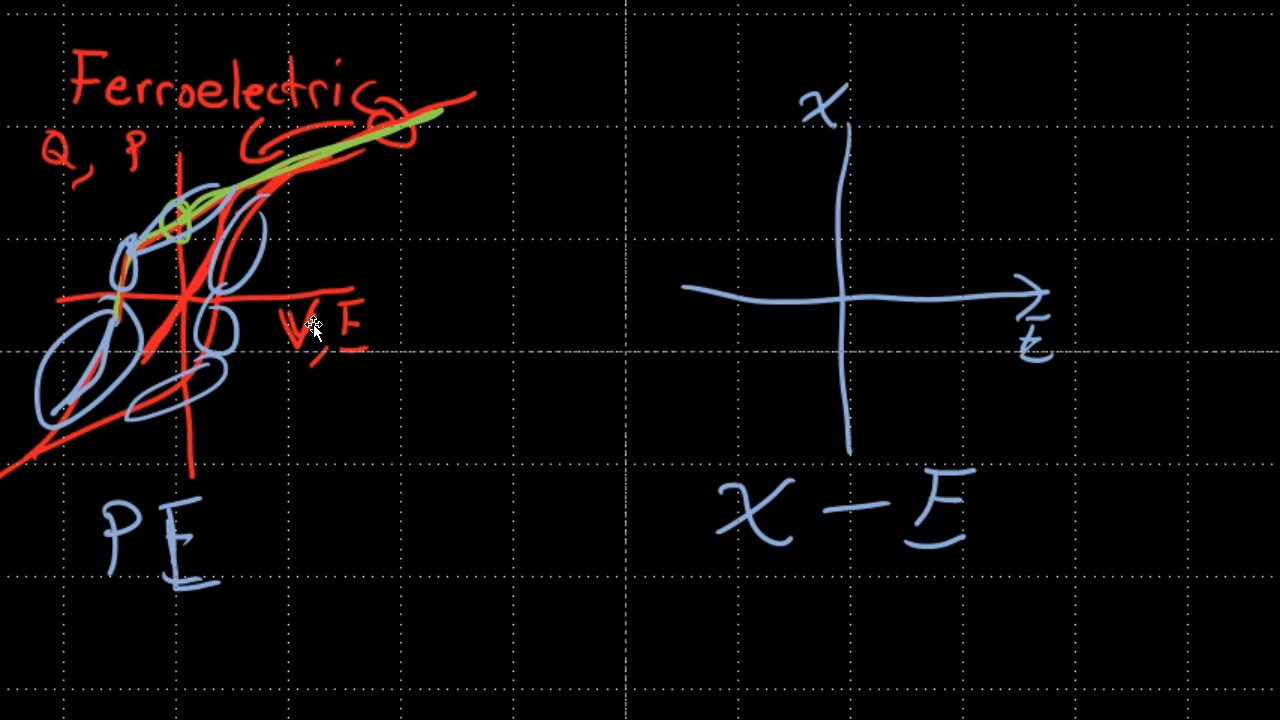 Ferroelectric
Q, P
V, E
PE
x
E
x - E